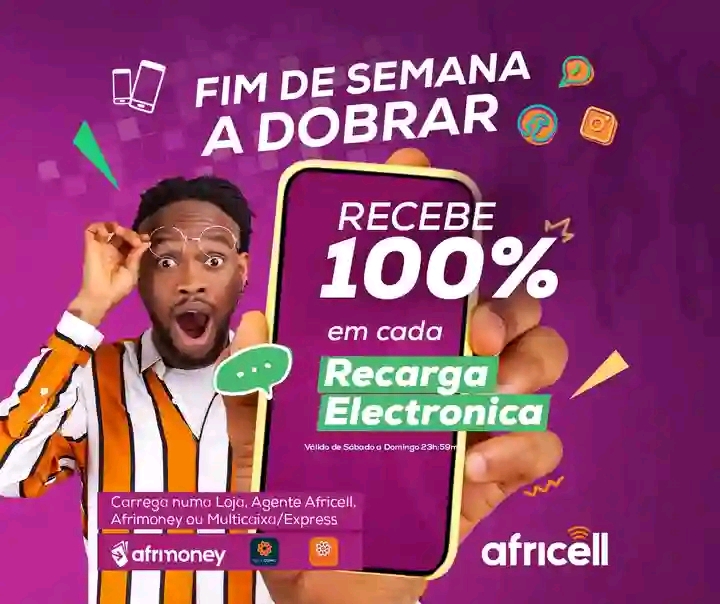 FIM DE SEMANA
A DOBRAR
RECEBE
100%
em cada
Recarga
Electronica
Válido de Sábado a Domingo 23h:59m
Carrega numa Loja, Agente Africell,
Afrimoney ou Multicaixa/Express
afrimoney
africell